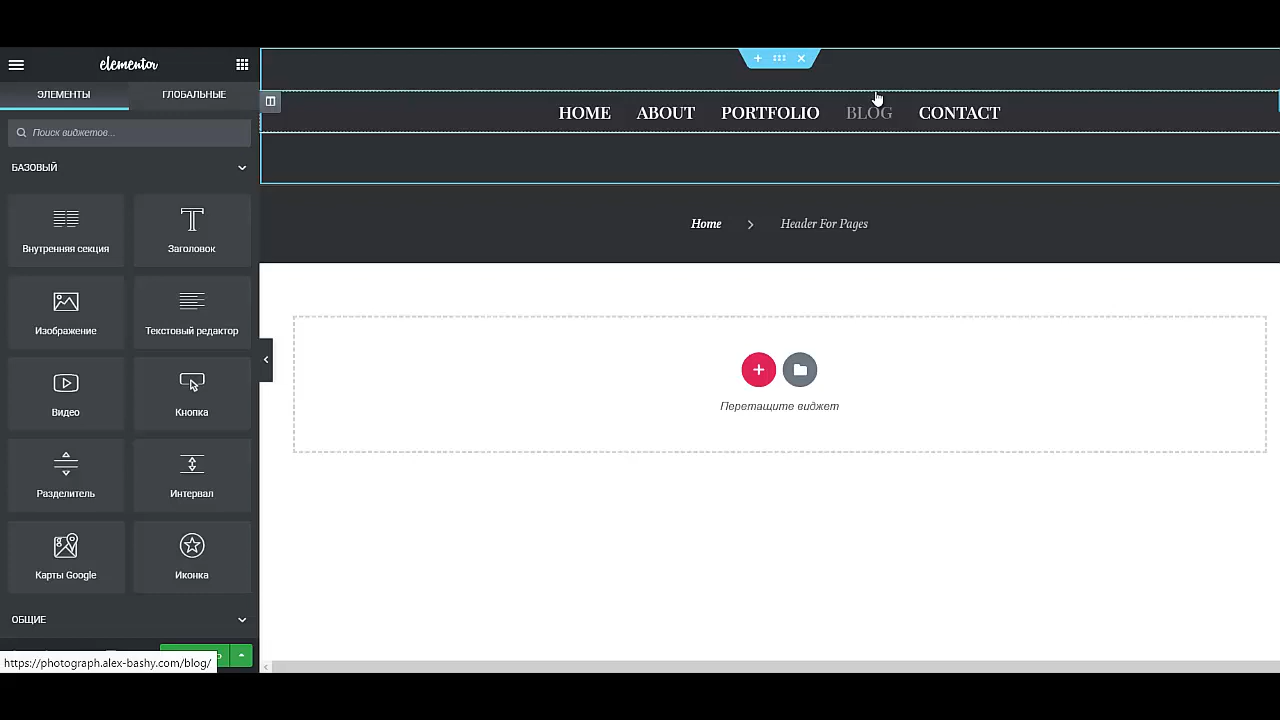 elementor
ЭЛЕМЕНТЫ ГЛОБАЛЬНЫЕ
Поиск виджетов...
БАЗОВЫЙ
Внутренняя секция Заголовок
Изображение Текстовый редактор
Видео Кнопка
Разделитель Интервал
Карты Google Иконка
ОБЩИЕ
https://photograph.alex-bashy.com/blog/
HOME ABOUT PORTFOLIO BLOG CONTACT
Home Header For Pages
Перетащите виджет